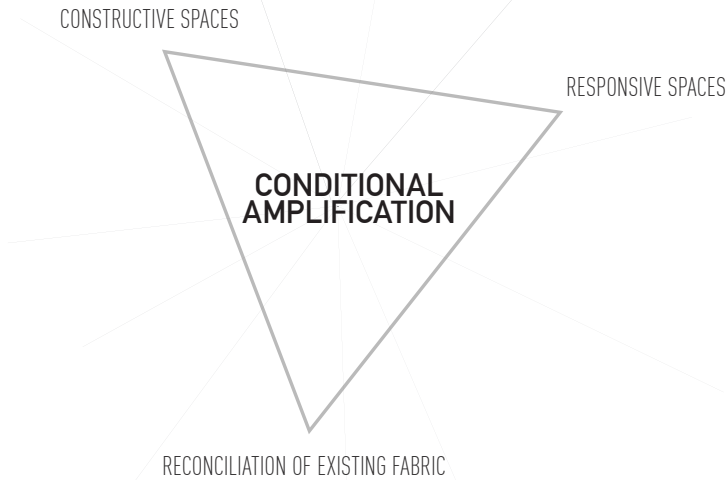 CONSTRUCTIVE SPACES
RESPONSIVE SPACES
CONDITIONAL
AMPLIFICATION
RECONCILIATION OF EXISTING FABRIC